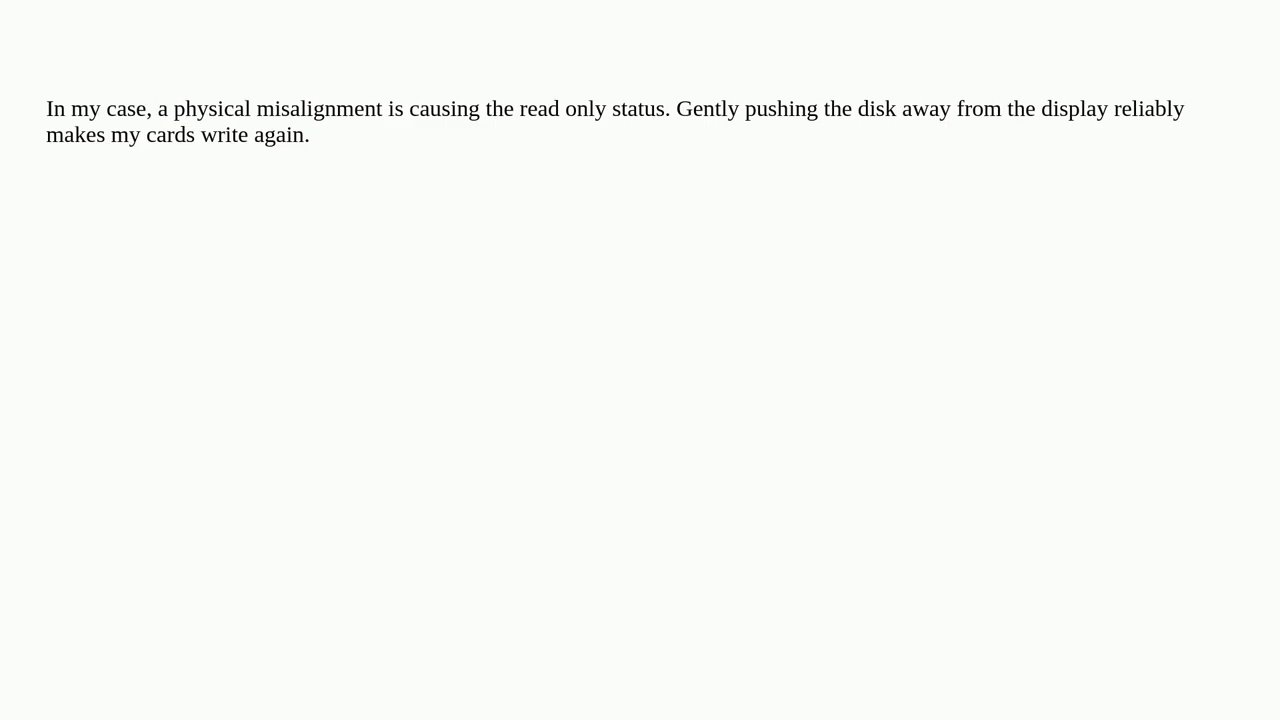 In my case, a physical misalignment is causing the read only status. Gently pushing the disk away from the display reliably
makes my cards write again.